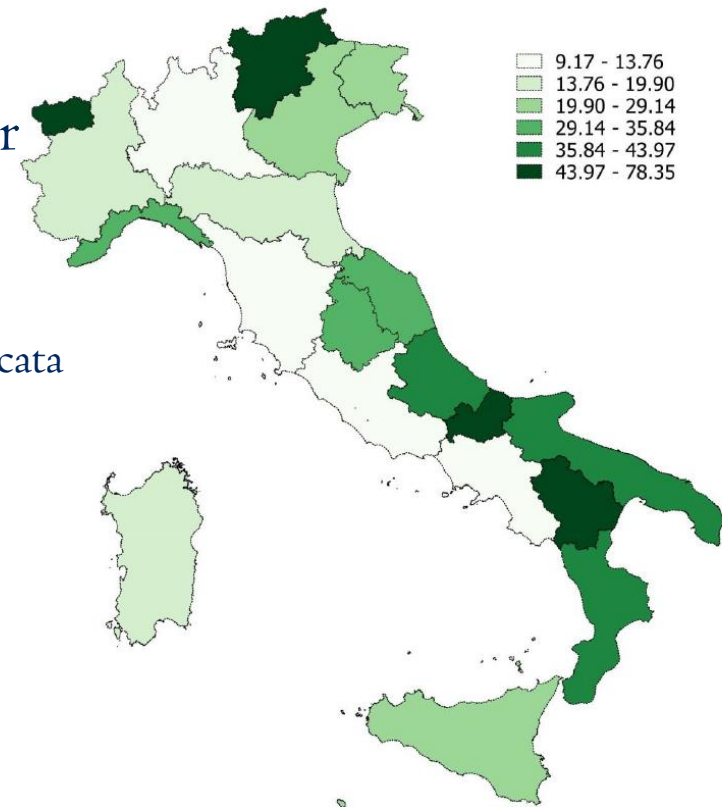 9.17 - 13.76
13.76 - 19.90
19.90 - 29.14
29.14 - 35.84
35.84 - 43.97
43.97 - 78.35
r
cata